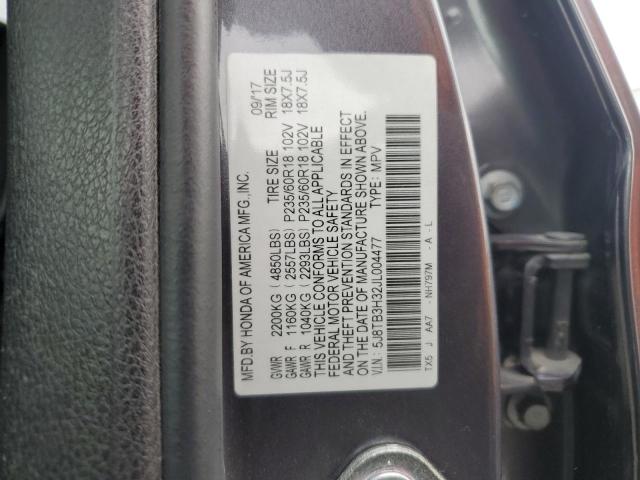 MFD.BY HONDA OF AMERICA MFG.,INC. 09/17
TIRE SIZE RIM SIZE
GVWR 2200KG (4850LBS)
GAWR F 1160KG (2557LBS) P235/60R18 102V 18X7.5J
GAWR R 1040KG (2293LBS) P235/60R18 102V 18X7.5J
THIS VEHICLE CONFORMS TO ALL APPLICABLE
FEDERAL MOTOR VEHICLE SAFETY
AND THEFT PREVENTION STANDARDS IN EFFECT
ON THE DATE OF MANUFACTURE SHOWN ABOVE.
V.I.N.: 5J8TB3H32JL004477 TYPE: MPV
TX5 J AA7 - NH797M - A - L